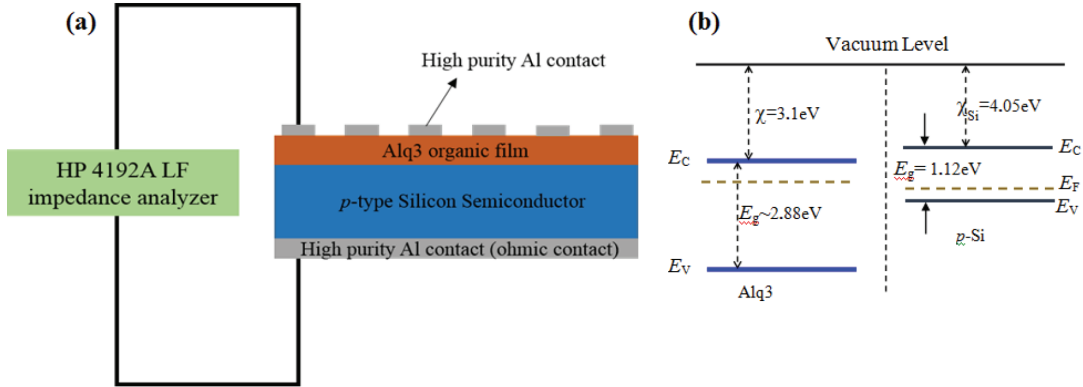 (a)
High purity Al contact
Alq3 organic film
HP 4192A LF
impedance analyzer
p-type Silicon Semiconductor
High purity Al contact (ohmic contact)
(b)
Vacuum Level
χ=3.1eV
χSi=4.05eV
EC
EC
Eg= 1.12eV
EF
EV
Eg~2.88eV
p-Si
EV
Alq3